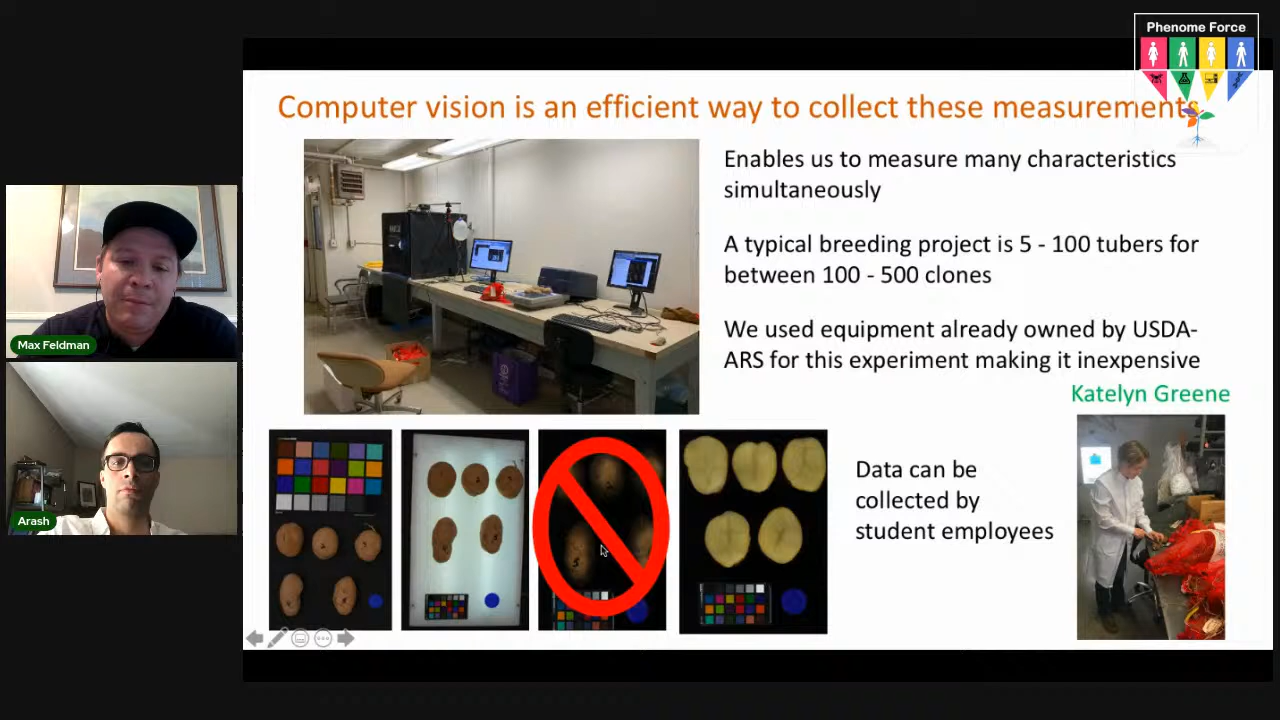 Phenome Force
Computer vision is an efficient way to collect these measurements
Enables us to measure many characteristics
simultaneously
A typical breeding project is 5 - 100 tubers for
between 100 - 500 clones
We used equipment already owned by USDA-
ARS for this experiment making it inexpensive
Katelyn Greene
Data can be
collected by
student employees
Max Feldman
Arash